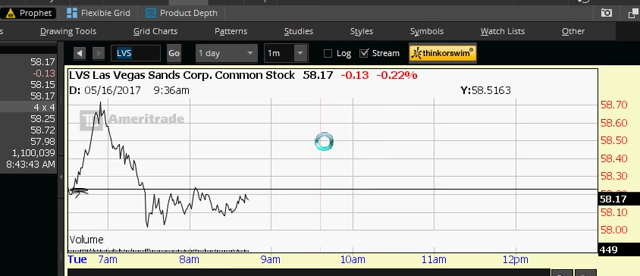 Prophet Flexible Grid Product Depth
Drawing Tools Grid Charts Patterns Studies Styles Symbols News Links Other
LVS Go 1 day 1m Log Stream thinkorswim
58.17
-0.13
58.15
58.17
4 x 4
58.25
58.72
57.98
1,100,039
8:43:43 AM
LVS Las Vegas Sands Corp. Common Stock 58.17 -0.13 -0.22%
D: 05/16/2017 9:36am Y:58.5163
TD Ameritrade
58.70
58.60
58.50
58.40
58.30
58.17
58.10
58.00
Volume
449
Tue 7am 8am 9am 10am 11am 12pm